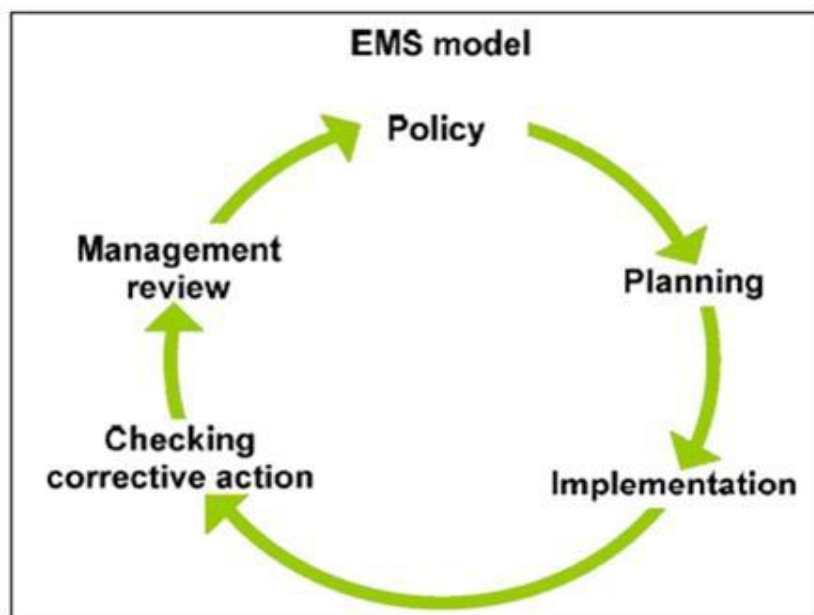 EMS model
Policy
Planning
Implementation
Checking
corrective action
Management
review